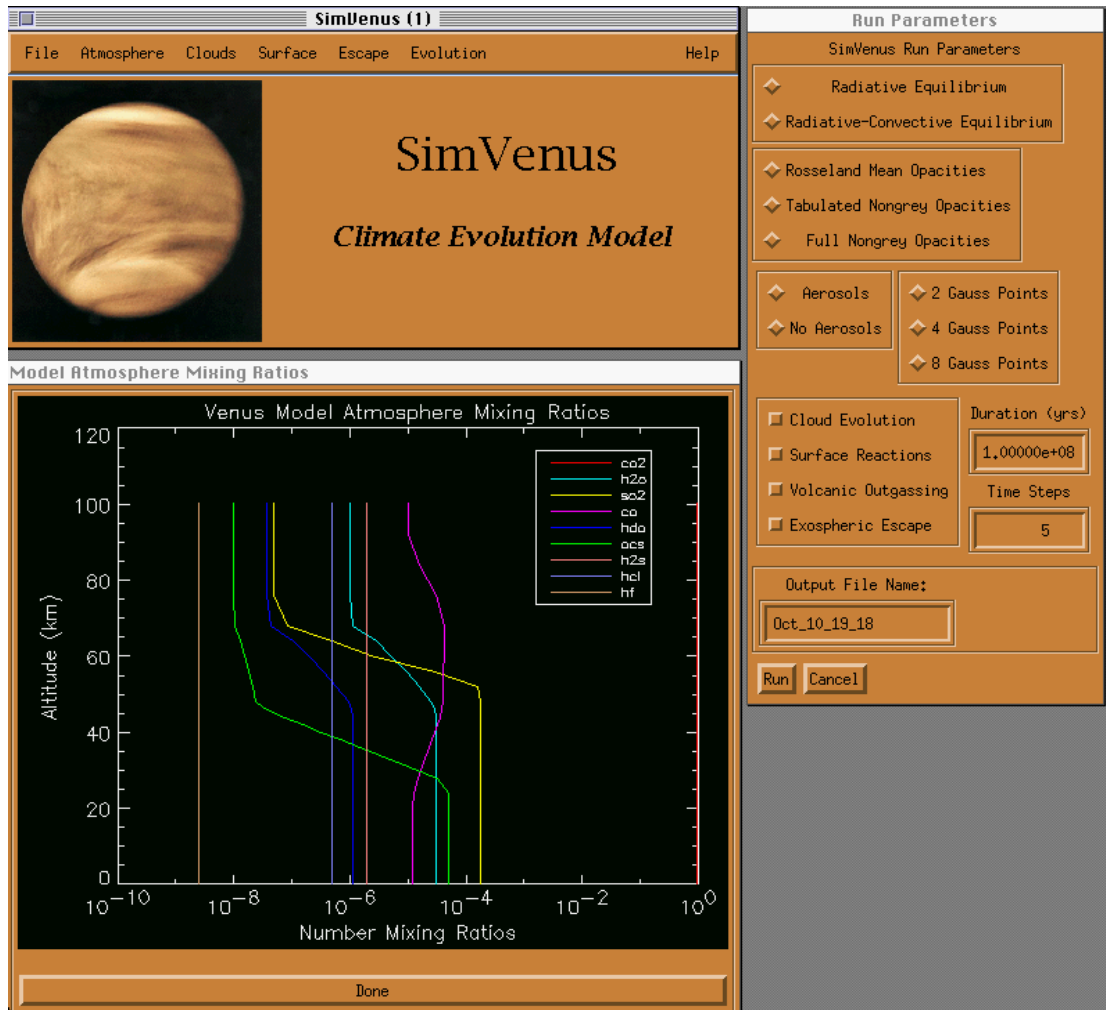 SimVenus (1)
File Atmosphere Clouds Surface Escape Evolution Help
SimVenus
Climate Evolution Model
Model Atmosphere Mixing Ratios
Venus Model Atmosphere Mixing Ratios
120
100
80
60
40
20
0
Altitude (km)
co2
h2o
so2
co
hdo
ocs
h2s
hcl
hf
10^-10 10^-8 10^-6 10^-4 10^-2 10^0
Number Mixing Ratios
Done
Run Parameters
SimVenus Run Parameters
Radiative Equilibrium
Radiative-Convective Equilibrium
Rosseland Mean Opacities
Tabulated Nongrey Opacities
Full Nongrey Opacities
Aerosols
No Aerosols
2 Gauss Points
4 Gauss Points
8 Gauss Points
Cloud Evolution
Surface Reactions
Volcanic Outgassing
Exospheric Escape
Duration (yrs)
1.00000e+08
Time Steps
5
Output File Name:
Oct_10_19_18
Run Cancel